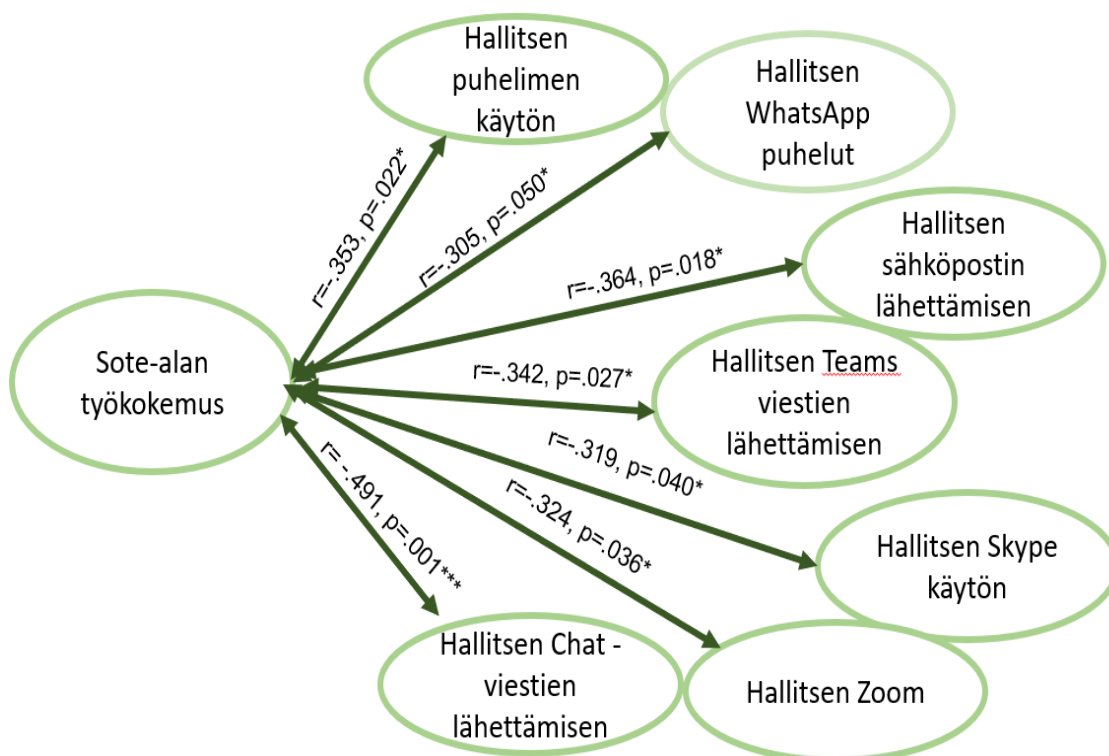 Hallitsen
puhelimen
käytön
Hallitsen
WhatsApp
puhelut
Hallitsen
sähköpostin
lähettämisen
Hallitsen Teams
viestien
lähettämisen
Hallitsen Skype
käytön
Hallitsen Zoom
Hallitsen Chat -
viestien
lähettämisen
Sote-alan
työkokemus
r=-.353, p=.022*
r=-.305, p=.050*
r=-.364, p=.018*
r=-.342, p=.027*
r=-.319, p=.040*
r=-.324, p=.036*
r= -.491, p=.001***